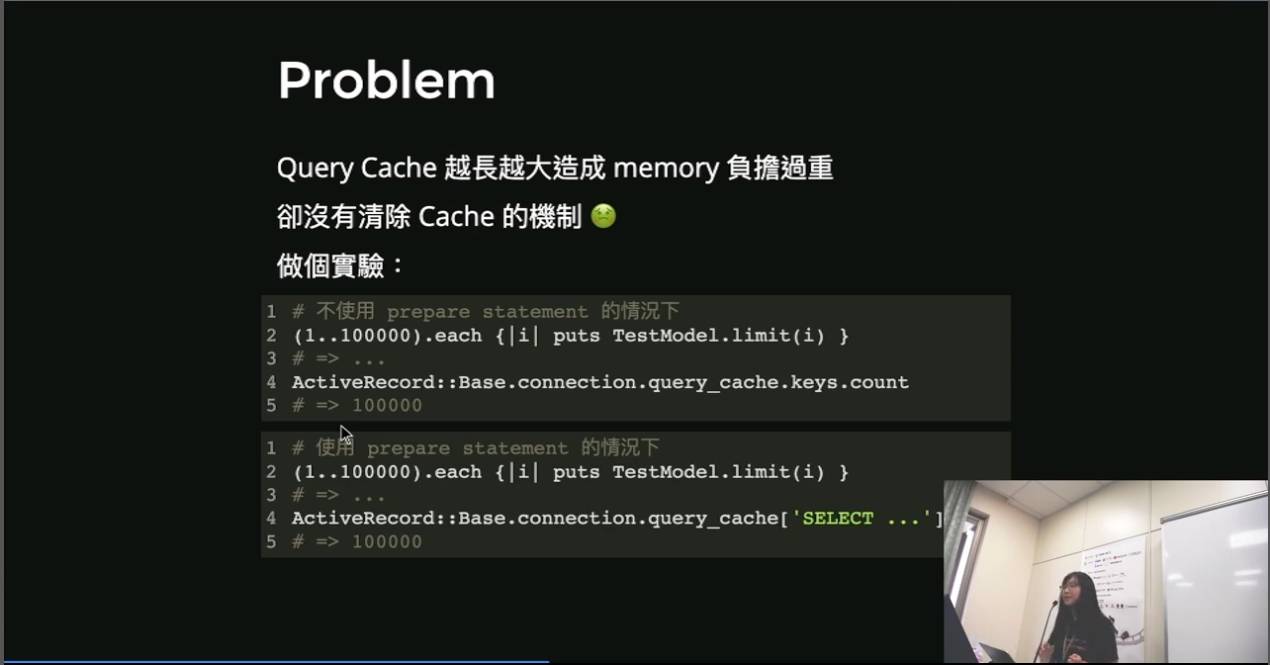 Problem
Query Cache 越長越大造成 memory 負擔過重
卻沒有清除 Cache 的機制 🤢
做個實驗：
1 # 不使用 prepare statement 的情況下
2 (1..100000).each {|i| puts TestModel.limit(i) }
3 # => ...
4 ActiveRecord::Base.connection.query_cache.keys.count
5 # => 100000
1 # 使用 prepare statement 的情況下
2 (1..100000).each {|i| puts TestModel.limit(i) }
3 # => ...
4 ActiveRecord::Base.connection.query_cache['SELECT ...']
5 # => 100000